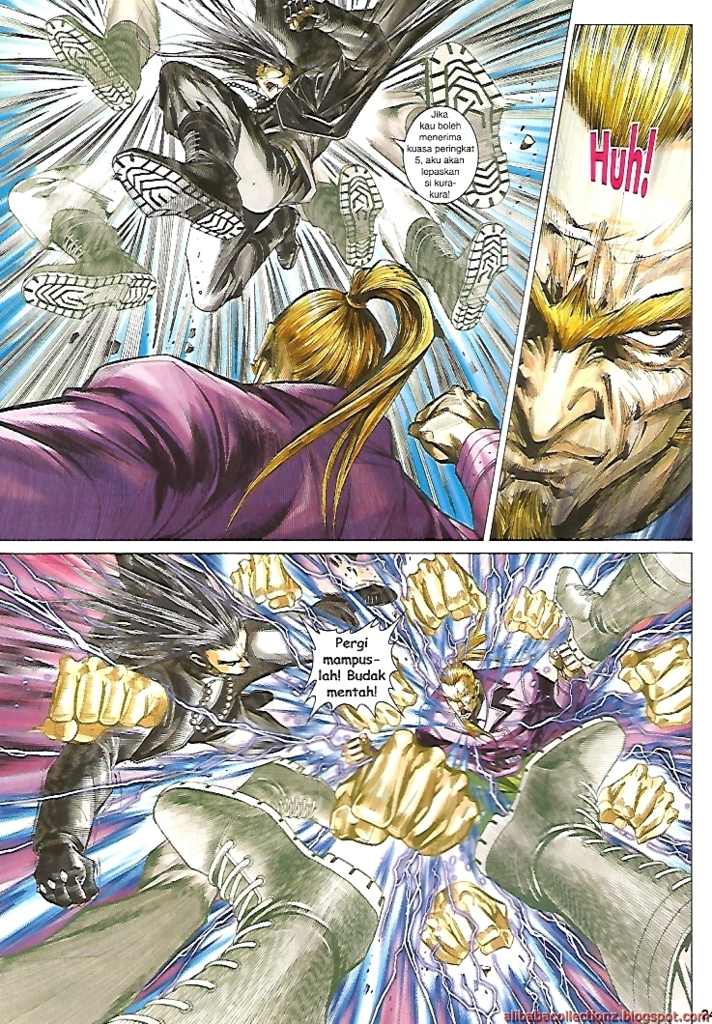 Jika
kau boleh
menerima
kuasa peringkat
5, aku akan
lepaskan
si kura-
kura!
Huh!
Pergi
mampus-
lah! Budak
mentah!
alibabacollectionz.blogspot.com